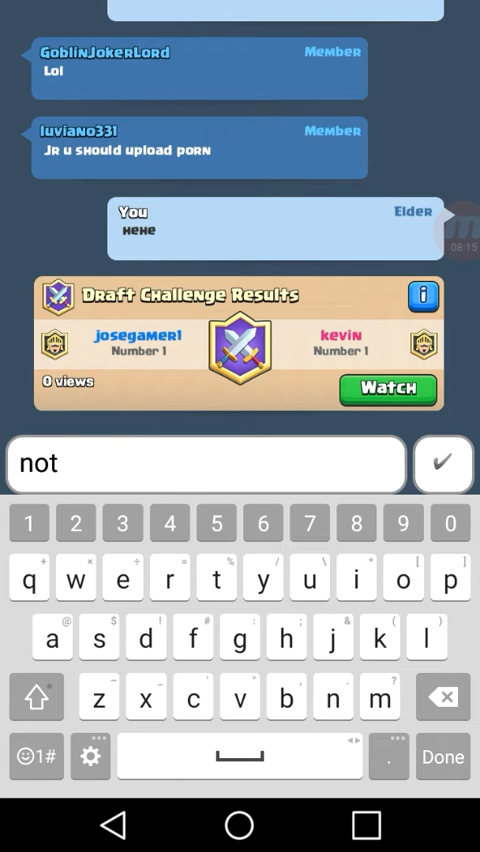 GoblinJokerLord Member
Lol
luviano331 Member
Jr u should upload porn
You Elder
hehe
08:15
Draft Challenge Results i
josegamer1 kevin
Number 1 Number 1
0 views
Watch
not ✓
1 2 3 4 5 6 7 8 9 0
+ × ÷ = % / \ * [ ]
q w e r t y u i o p
@ $ ! # : ; & ( )
a s d f g h j k l
- _ ?
z x c v b n m
☺1# . Done